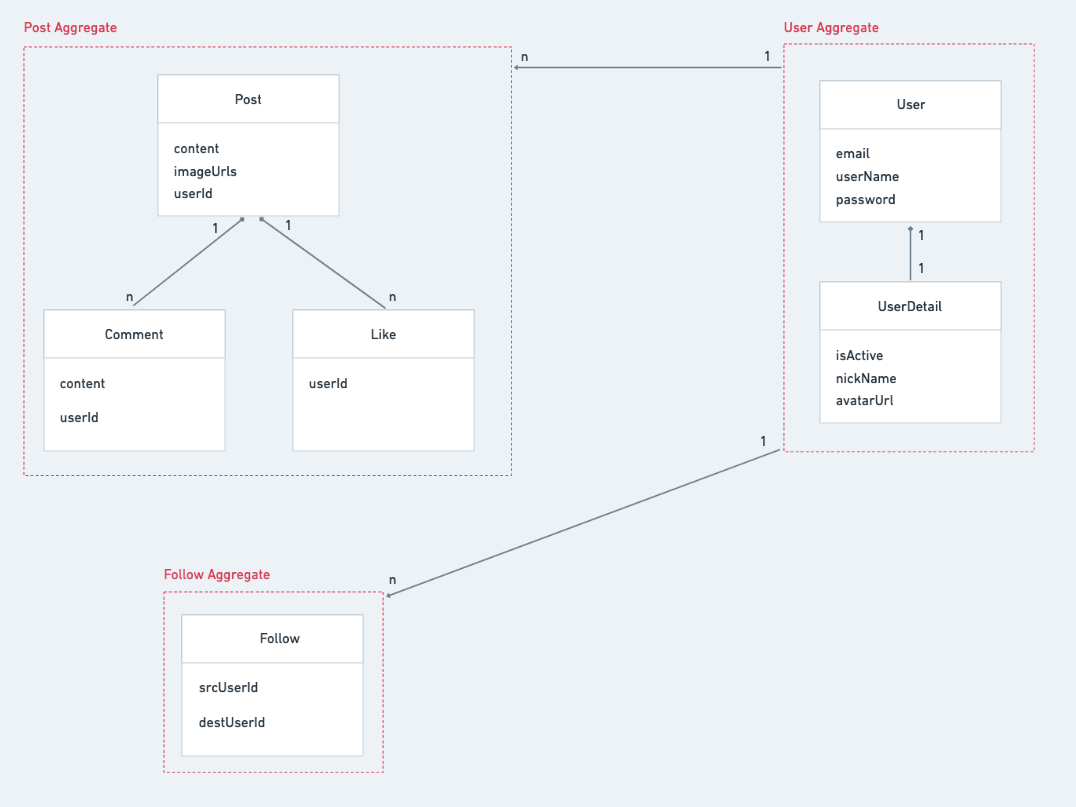 Post Aggregate
User Aggregate
n
1
Post
content
imageUrls
userId
1
1
n
n
Comment
content
userId
Like
userId
User
email
userName
password
1
1
UserDetail
isActive
nickName
avatarUrl
1
n
Follow Aggregate
Follow
srcUserId
destUserId